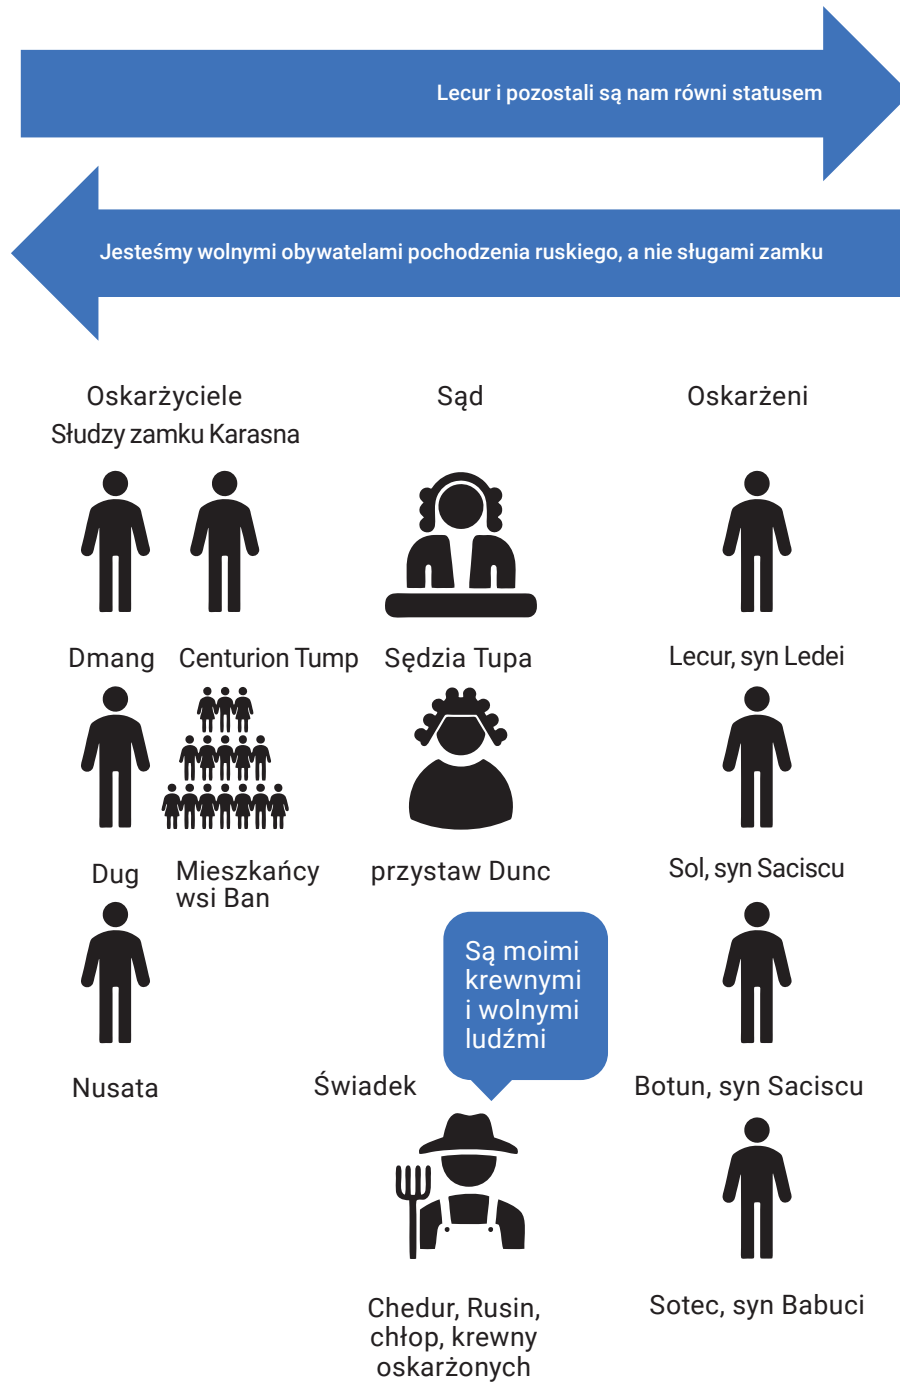 Lecur i pozostali są nam równi statusem
Jesteśmy wolnymi obywatelami pochodzenia ruskiego, a nie sługami zamku
Oskarżyciele
Sąd
Oskarżeni
Słudzy zamku Karasna
Dmang
Centurion Tump
Sędzia Tupa
Lecur, syn Ledei
Dug
Mieszkańcy
wsi Ban
przystaw Dunc
Sol, syn Saciscu
Są moimi
krewnymi
i wolnymi
ludźmi
Nusata
Świadek
Botun, syn Saciscu
Chedur, Rusin,
chłop, krewny
oskarżonych
Sotec, syn Babuci